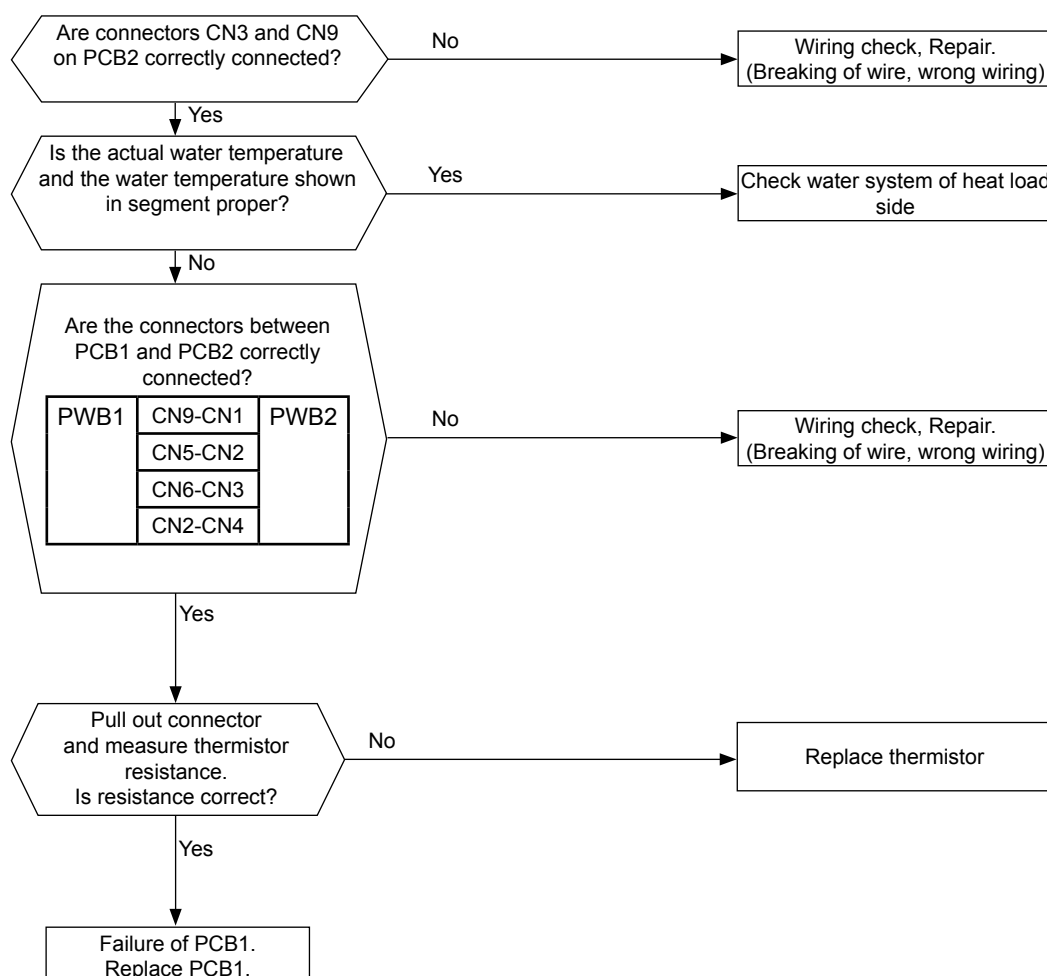 Are connectors CN3 and CN9
on PCB2 correctly connected?
No
Wiring check, Repair.
(Breaking of wire, wrong wiring)
Yes
Is the actual water temperature
and the water temperature shown
in segment proper?
Yes
Check water system of heat load
side
No
Are the connectors between
PCB1 and PCB2 correctly
connected?
PWB1
CN9-CN1
PWB2
CN5-CN2
CN6-CN3
CN2-CN4
No
Wiring check, Repair.
(Breaking of wire, wrong wiring)
Yes
Pull out connector
and measure thermistor
resistance.
Is resistance correct?
No
Replace thermistor
Yes
Failure of PCB1.
Replace PCB1.